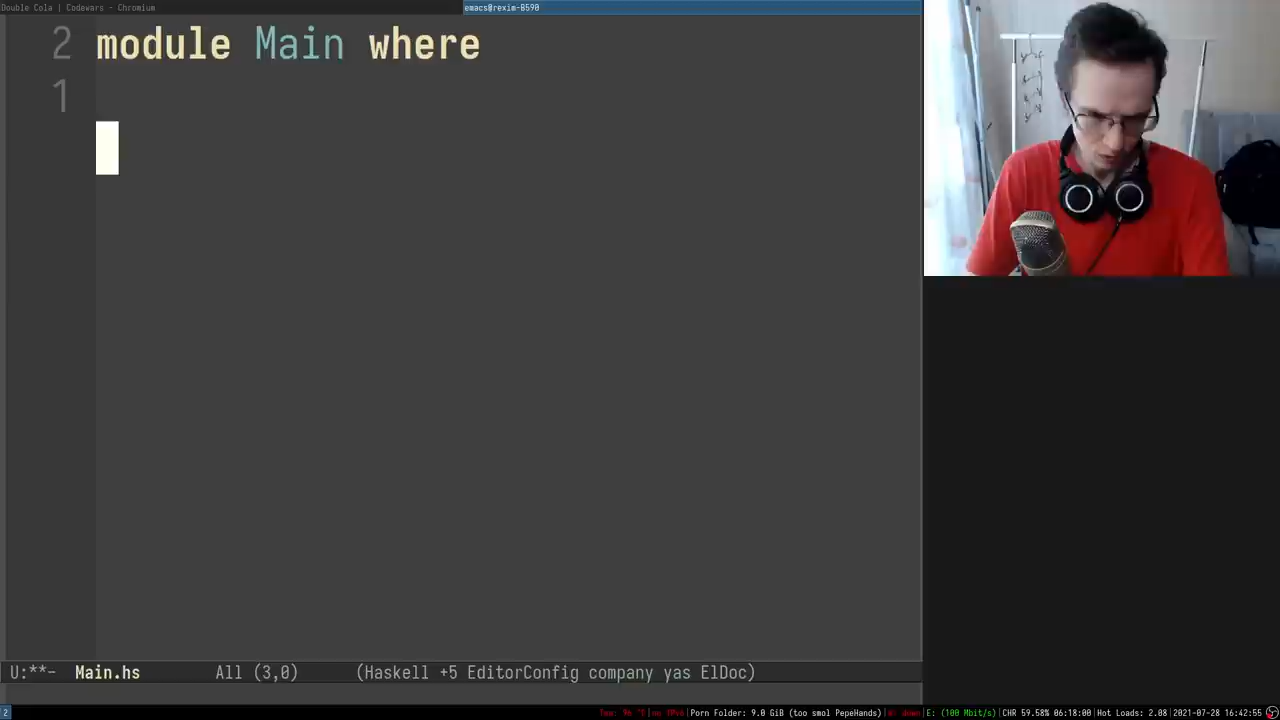 Double Cola | Codewars - Chromium
emacs@rexim-B590
2 module Main where
1
U:**- Main.hs All (3,0) (Haskell +5 EditorConfig company yas ElDoc)
2
Porn Folder: 9.0 GiB (too smol PepeHands) | W: down | E: (100 Mbit/s) | CHR 59.58% 06:18:00 | Hot Loads: 2.08 | 2021-07-28 16:42:55